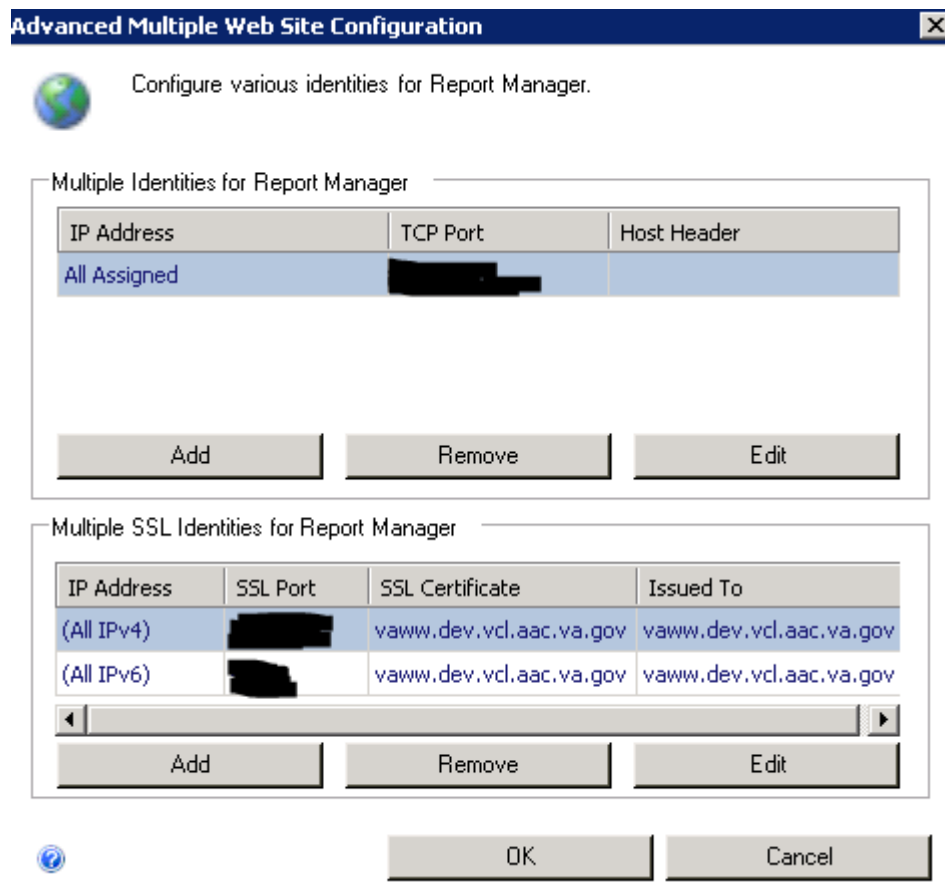 Advanced Multiple Web Site Configuration
Configure various identities for Report Manager.
Multiple Identities for Report Manager
IP Address TCP Port Host Header
All Assigned
Add Remove Edit
Multiple SSL Identities for Report Manager
IP Address SSL Port SSL Certificate Issued To
(All IPv4) vaww.dev.vcl.aac.va.gov vaww.dev.vcl.aac.va.gov
(All IPv6) vaww.dev.vcl.aac.va.gov vaww.dev.vcl.aac.va.gov
Add Remove Edit
OK Cancel